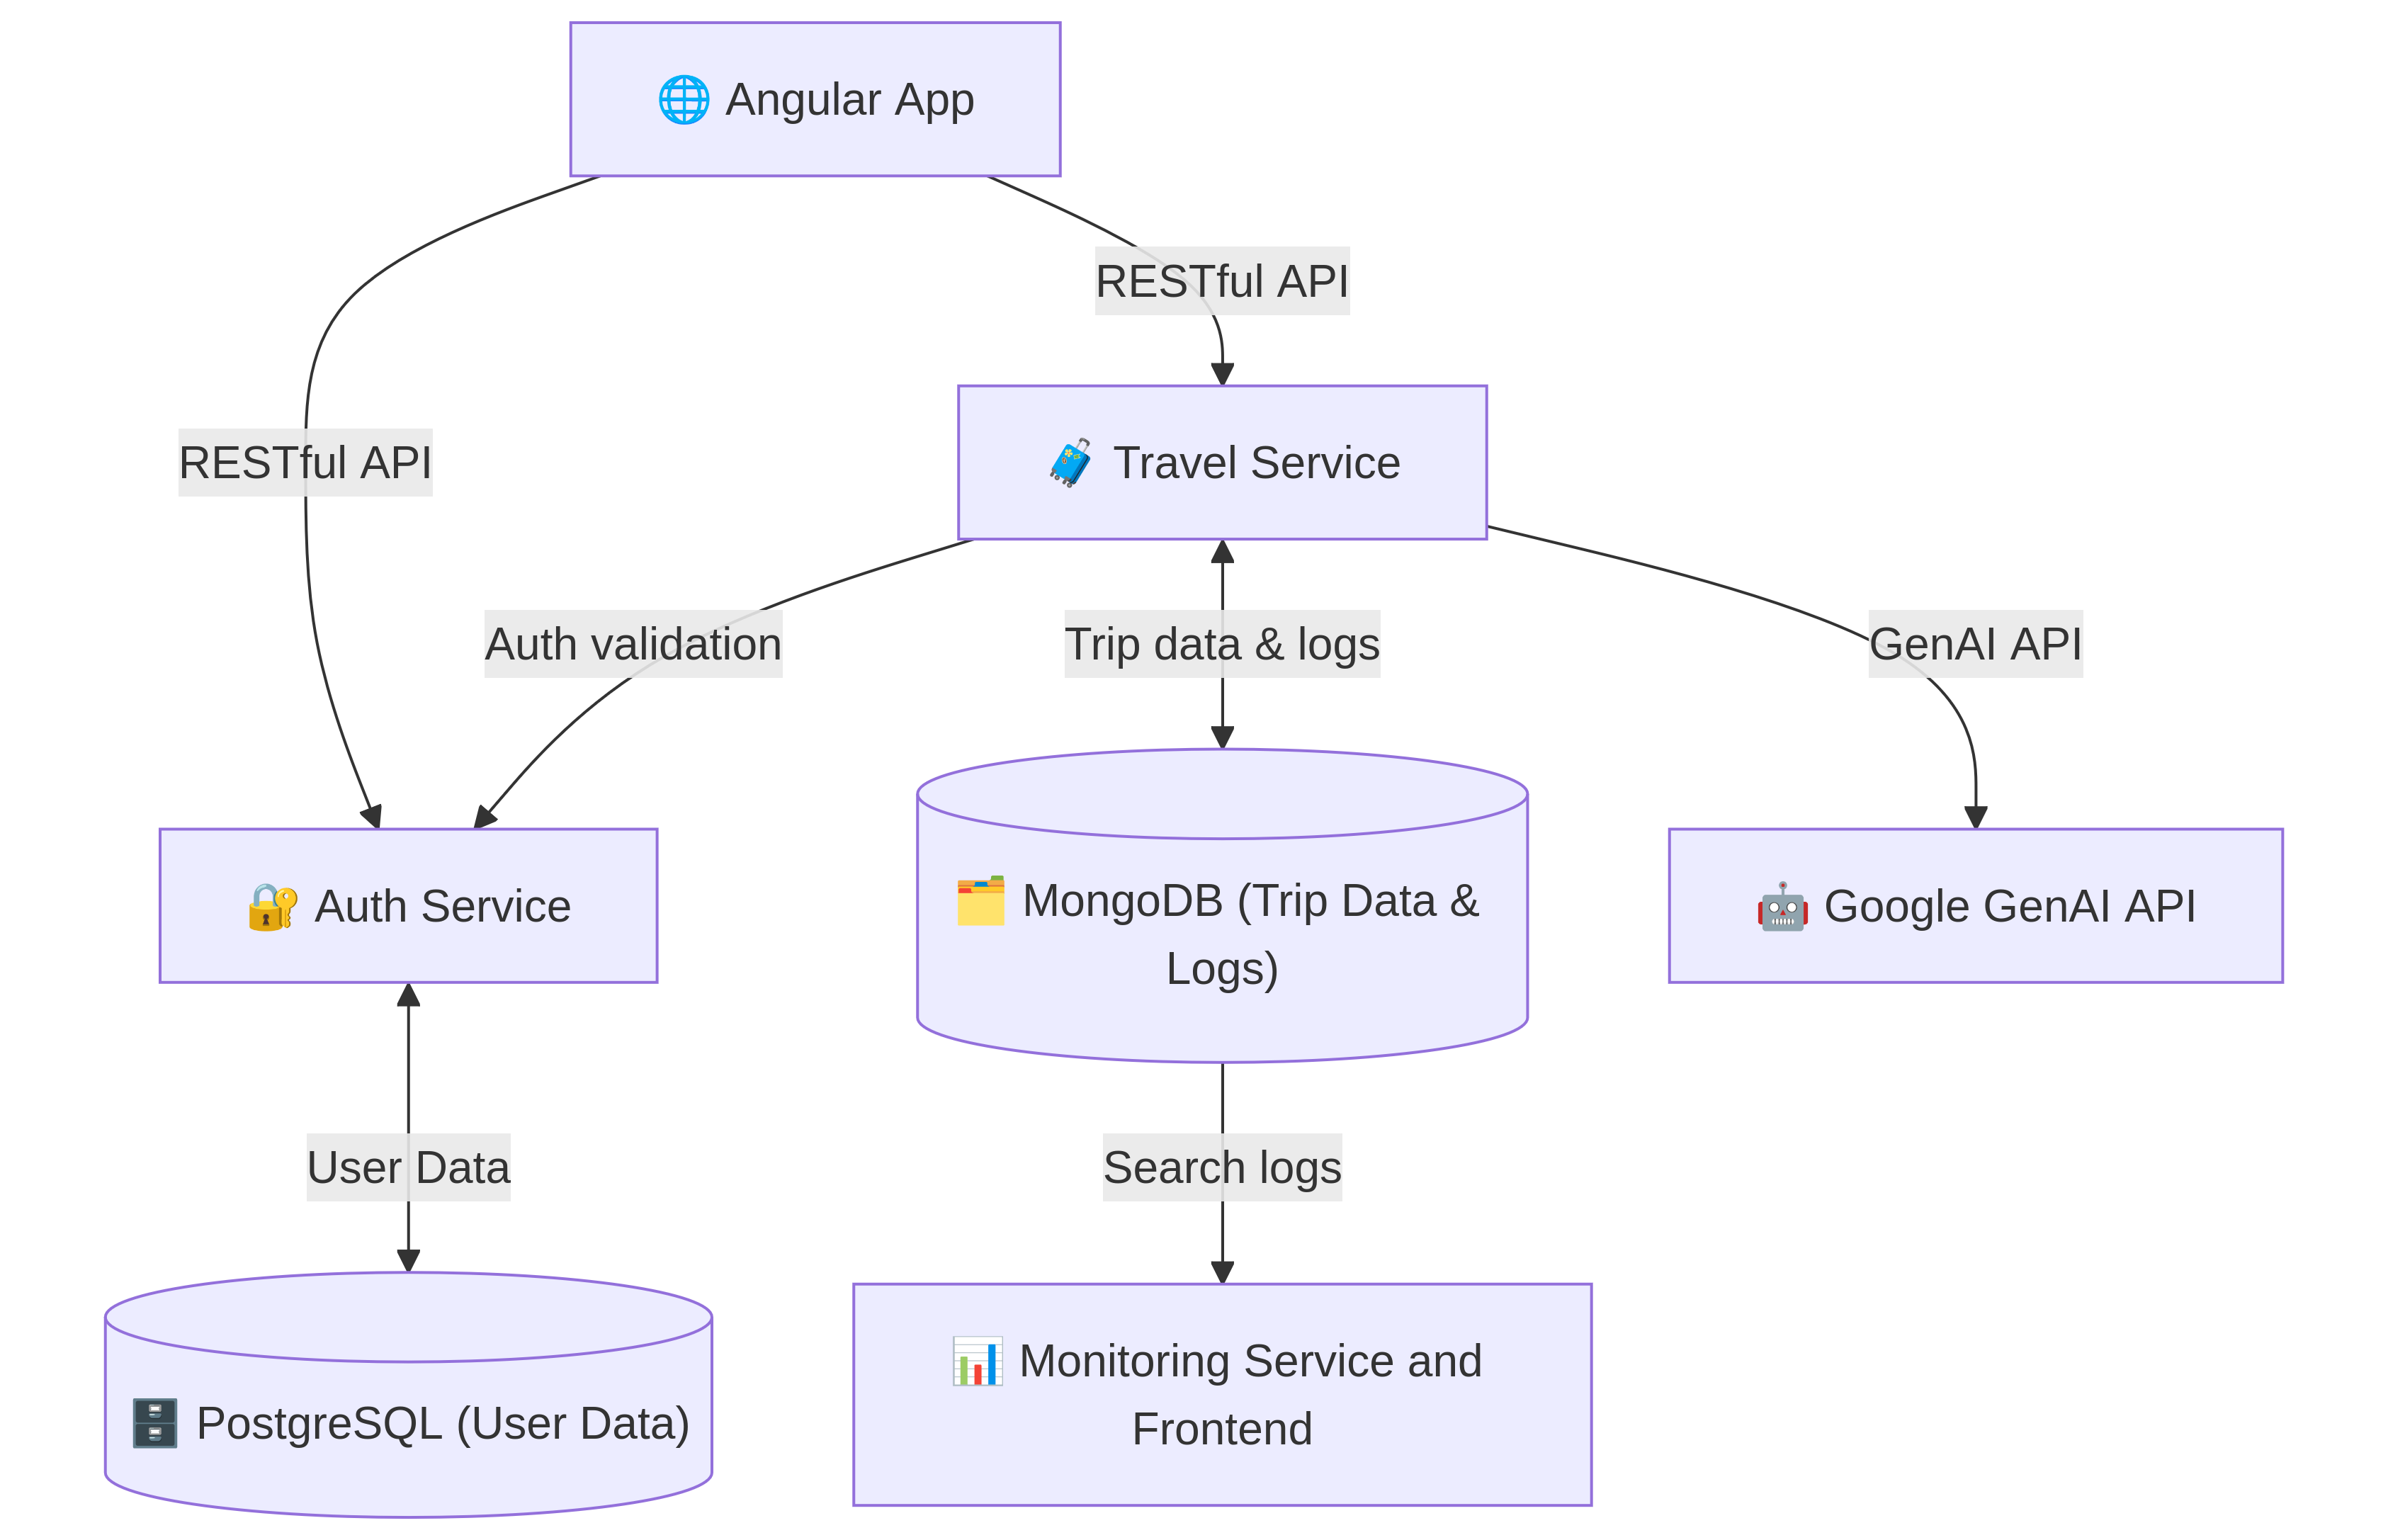 🌐 Angular App
RESTful API
RESTful API
🧳 Travel Service
Auth validation
Trip data & logs
GenAI API
🔐 Auth Service
🗂️ MongoDB (Trip Data &
Logs)
🤖 Google GenAI API
User Data
Search logs
🗄️ PostgreSQL (User Data)
📊 Monitoring Service and
Frontend